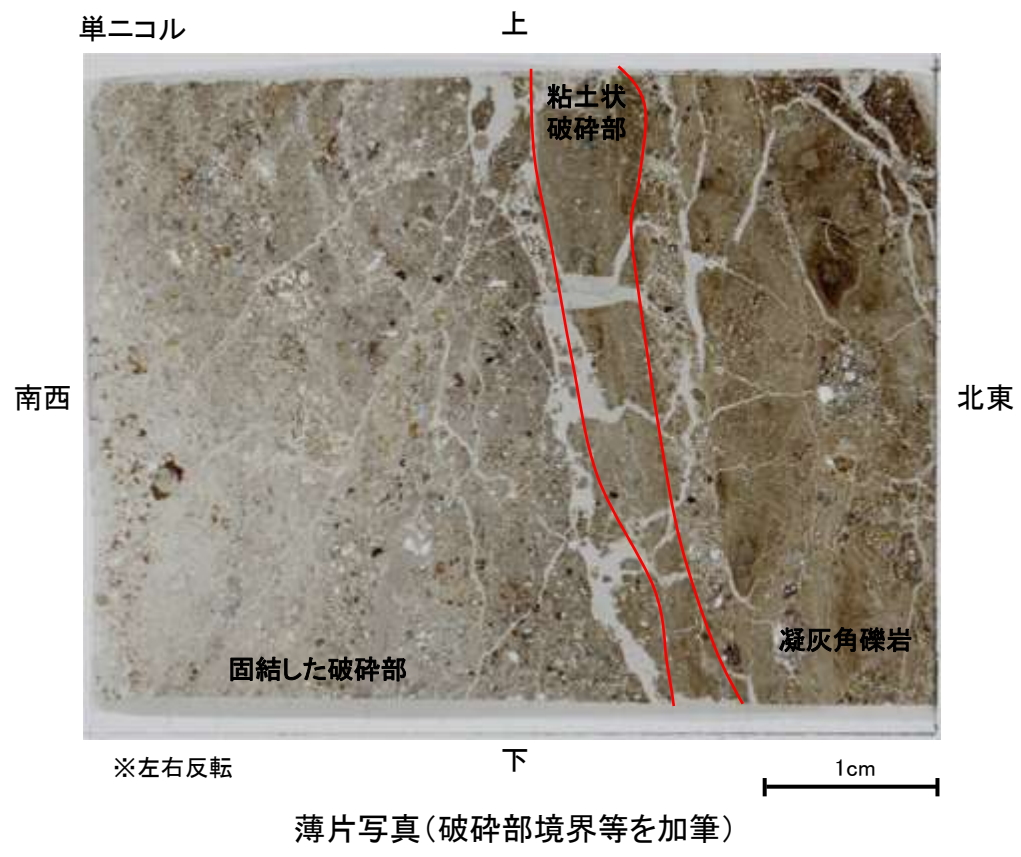 単ニコル
上
粘土状
破砕部
南西
北東
凝灰角礫岩
固結した破砕部
※左右反転
下
1cm
薄片写真（破砕部境界等を加筆）